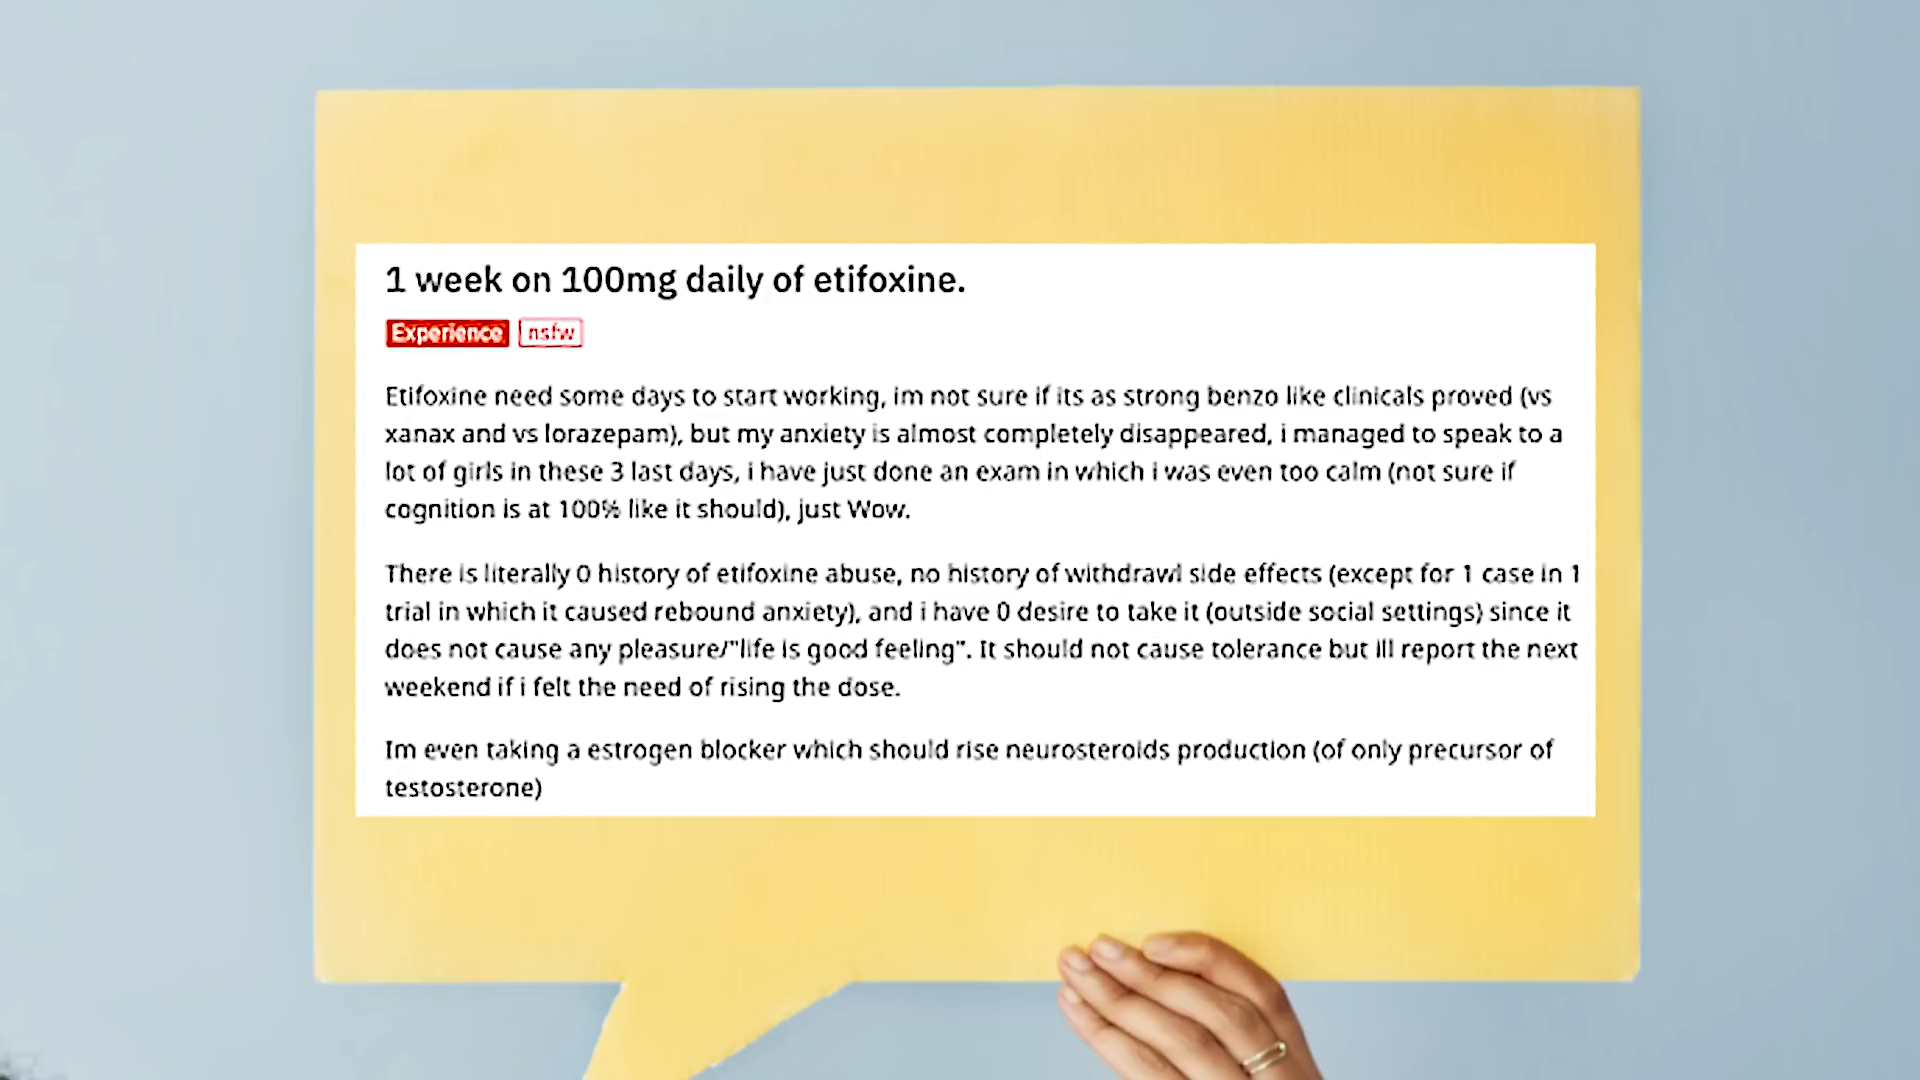 1 week on 100mg daily of etifoxine.
Experience nsfw
Etifoxine need some days to start working, im not sure if its as strong benzo like clinicals proved (vs
xanax and vs lorazepam), but my anxiety is almost completely disappeared, i managed to speak to a
lot of girls in these 3 last days, i have just done an exam in which i was even too calm (not sure if
cognition is at 100% like it should), just Wow.
There is literally 0 history of etifoxine abuse, no history of withdrawl side effects (except for 1 case in 1
trial in which it caused rebound anxiety), and i have 0 desire to take it (outside social settings) since it
does not cause any pleasure/"life is good feeling". It should not cause tolerance but ill report the next
weekend if i felt the need of rising the dose.
Im even taking a estrogen blocker which should rise neurosteroids production (of only precursor of
testosterone)